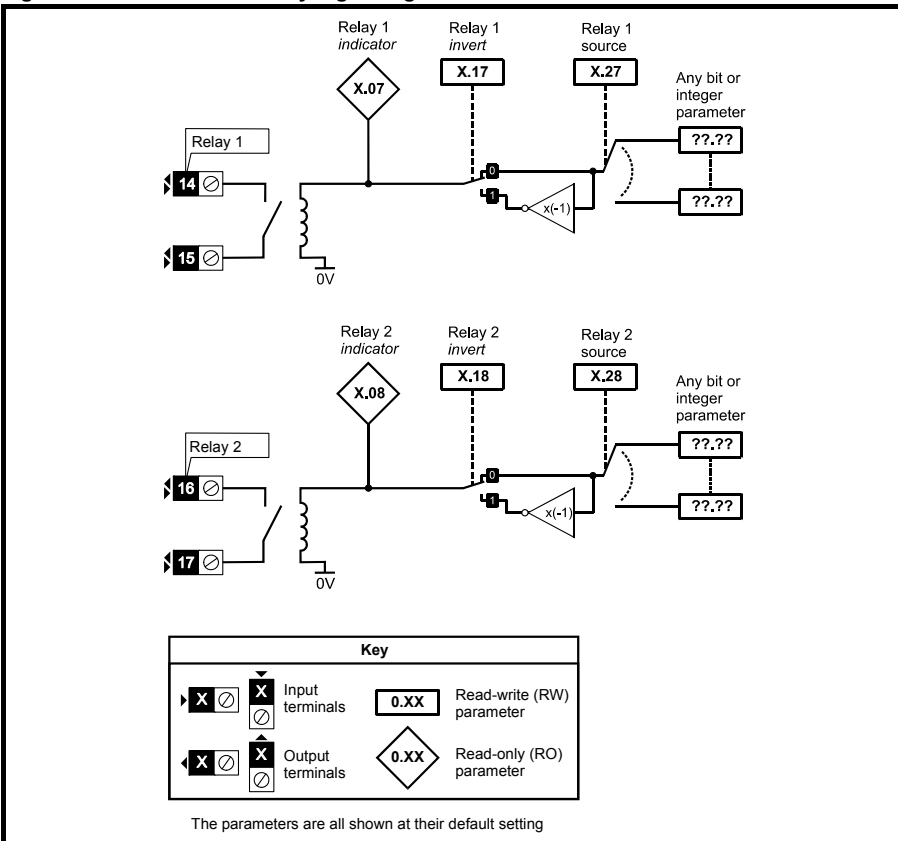 Relay 1
indicator
Relay 1
invert
Relay 1
source
X.07
X.17
X.27
Any bit or
integer
parameter
Relay 1
??.??
14
0
1
x(-1)
??.??
15
0V
Relay 2
indicator
Relay 2
invert
Relay 2
source
X.08
X.18
X.28
Any bit or
integer
parameter
Relay 2
??.??
16
0
1
x(-1)
??.??
17
0V
Key
X
X
Input
terminals
0.XX
Read-write (RW)
parameter
X
X
Output
terminals
0.XX
Read-only (RO)
parameter
The parameters are all shown at their default setting